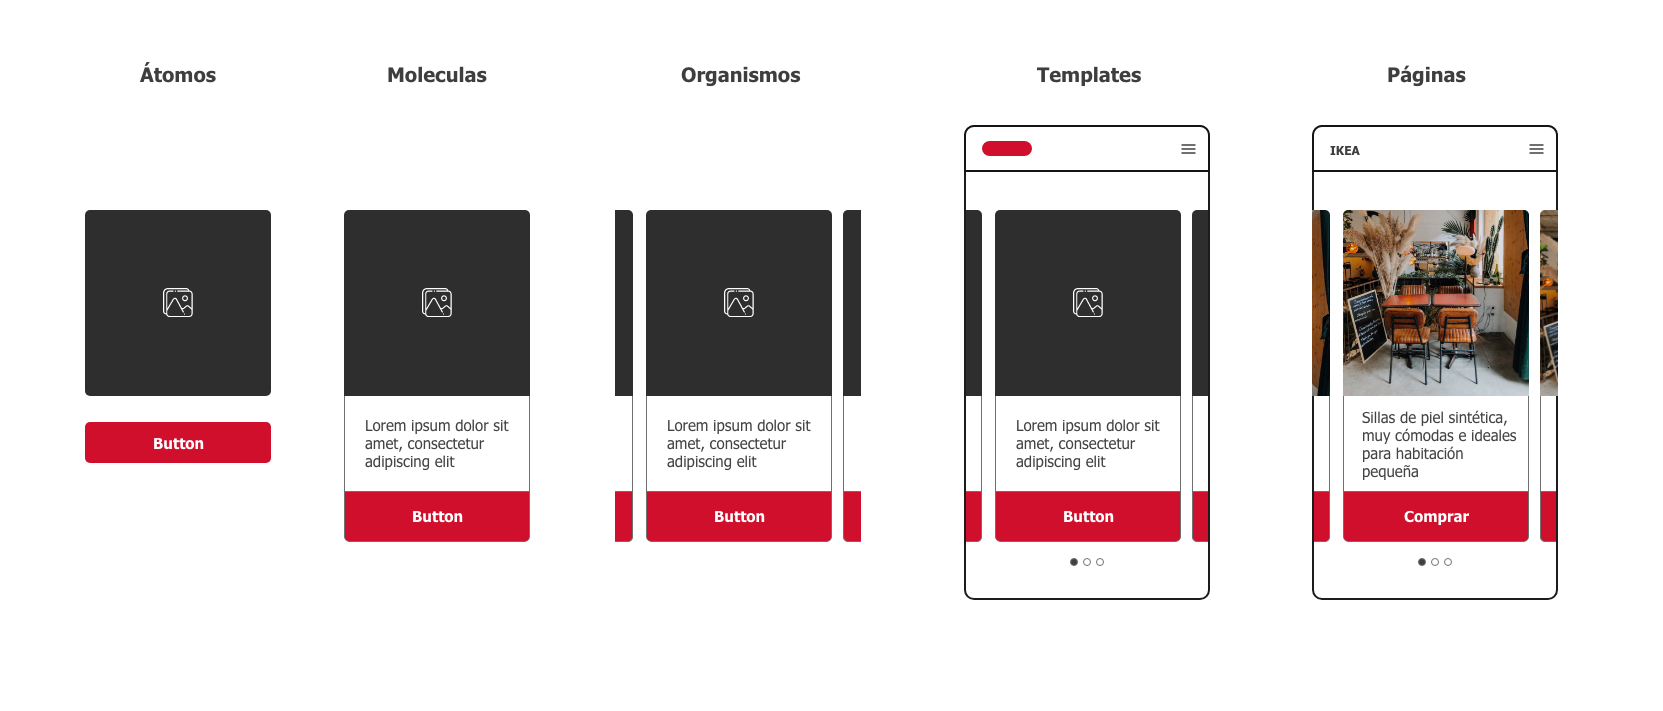 Átomos
Moleculas
Organismos
Templates
Páginas
Button
Lorem ipsum dolor sit
amet, consectetur
adipiscing elit
Button
Lorem ipsum dolor sit
amet, consectetur
adipiscing elit
Button
Lorem ipsum dolor sit
amet, consectetur
adipiscing elit
Button
IKEA
Sillas de piel sintética,
muy cómodas e ideales
para habitación
pequeña
Comprar